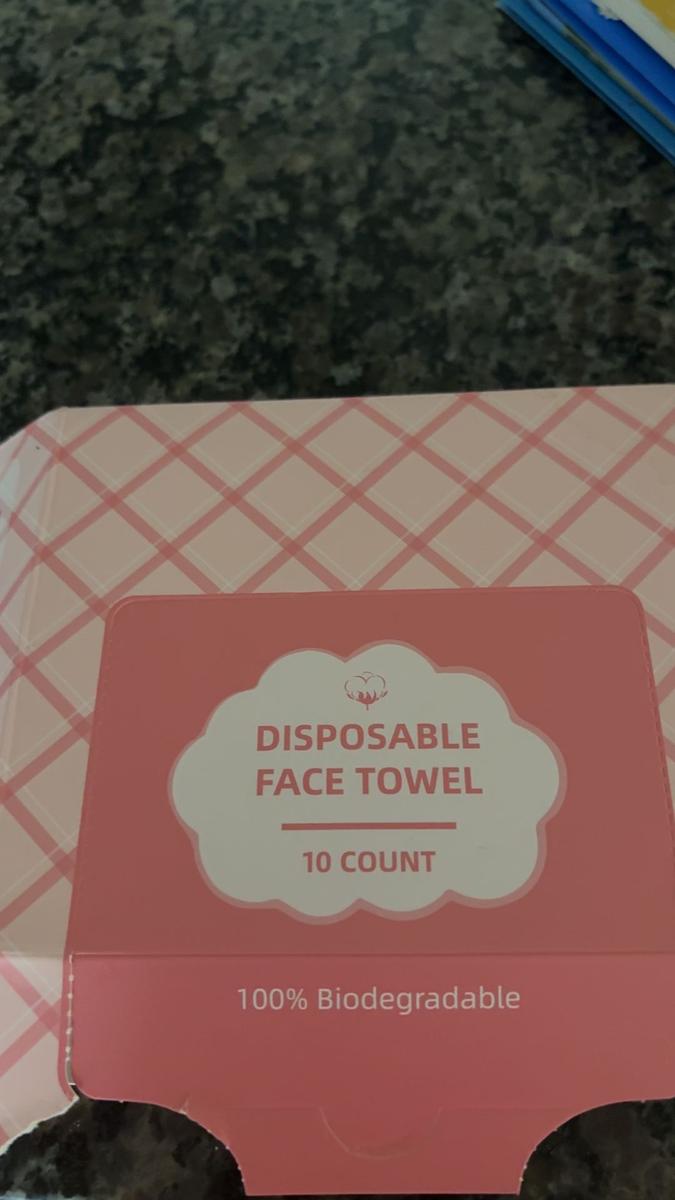 DISPOSABLE
FACE TOWEL
10 COUNT
100% Biodegradable